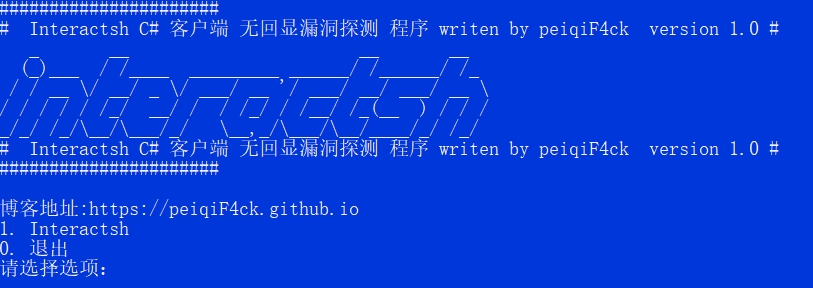 ######################
#  Interactsh C# 客户端 无回显漏洞探测 程序 writen by peiqiF4ck  version 1.0 #
interactsh
#  Interactsh C# 客户端 无回显漏洞探测 程序 writen by peiqiF4ck  version 1.0 #
######################
博客地址:https://peiqiF4ck.github.io
1. Interactsh
0. 退出
请选择选项：